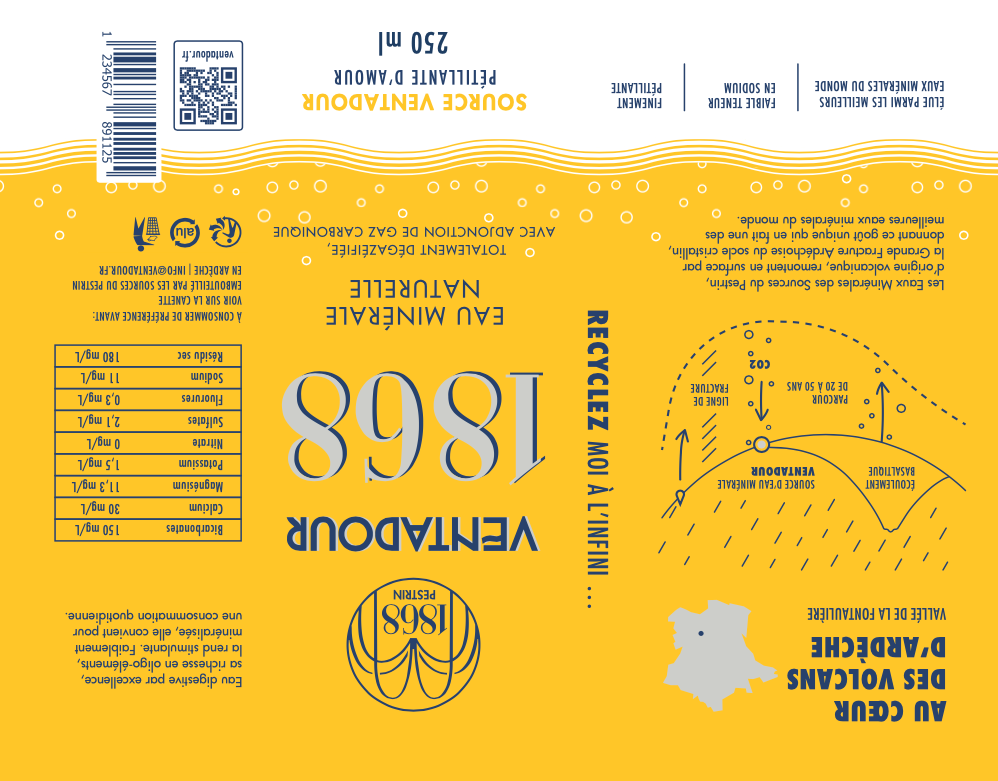 AU CŒUR
DES VOLCANS
D'ARDÈCHE
VALLÉE DE LA FONTAULIÈRE
ÉCOULEMENT
BASALTIQUE
SOURCE D'EAU MINÉRALE
VENTADOUR
PARCOUR
DE 20 À 50 ANS
LIGNE DE
FRACTURE
CO2
Les Eaux Minérales des Sources du Pestrin,
d'origine volcanique, remontent en surface par
la Grande Fracture Ardéchoise du socle cristallin,
donnant ce goût unique qui en fait une des
meilleures eaux minérales du monde.
ÉLUE PARMI LES MEILLEURS
EAUX MINÉRALES DU MONDE
FAIBLE TENEUR
EN SODIUM
FINEMENT
PÉTILLANTE
RECYCLEZ MOI À L'INFINI ...
1868
PESTRIN
VENTADOUR
1868
EAU MINÉRALE
NATURELLE
TOTALEMENT DÉGAZÉIFIÉE,
AVEC ADJONCTION DE GAZ CARBONIQUE
SOURCE VENTADOUR
PÉTILLANTE D'AMOUR
250 ml
Eau digestive par excellence,
sa richesse en oligo-éléments,
la rend stimulante. Faiblement
minéralisée, elle convient pour
une consommation quotidienne.
Bicarbonates 150 mg/L
Calcium 30 mg/L
Magnésium 11,3 mg/L
Potassium 1,5 mg/L
Nitrate 0 mg/L
Sulfates 2,1 mg/L
Fluorures 0,3 mg/L
Sodium 11 mg/L
Résidu sec 180 mg/L
À CONSOMMER DE PRÉFÉRENCE AVANT:
VOIR SUR LA CANETTE
EMBOUTEILLÉ PAR LES SOURCES DU PESTRIN
EN ARDÈCHE | INFO@VENTADOUR.FR
alu
ventadour.fr
1 234567 891125